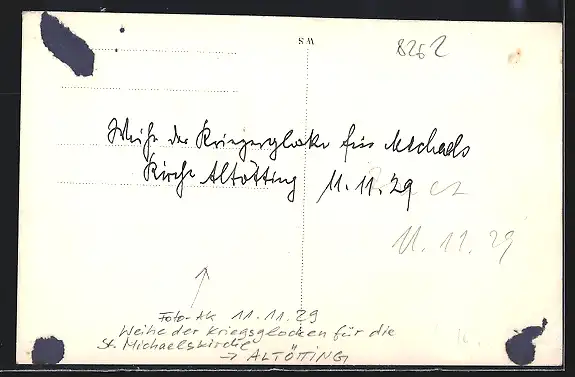 8262
W S
Weihe der Kriegerglocke für Michaels
Kirche Altötting 11.11.29
11.11.29
Foto-AK 11.11.29
Weihe der Kriegsglocken für die
St. Michaelskirche
→ ALTÖTTING